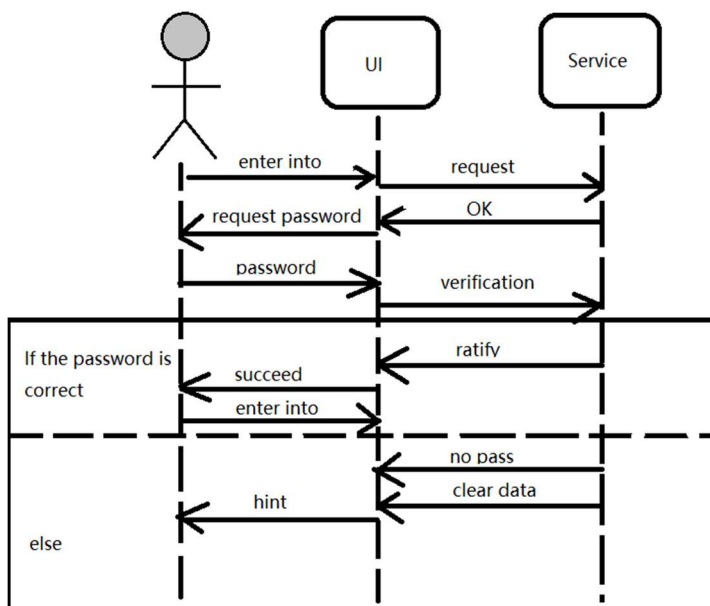 UI
Service
enter into
request
OK
request password
password
verification
If the password is
correct
ratify
succeed
enter into
no pass
clear data
hint
else